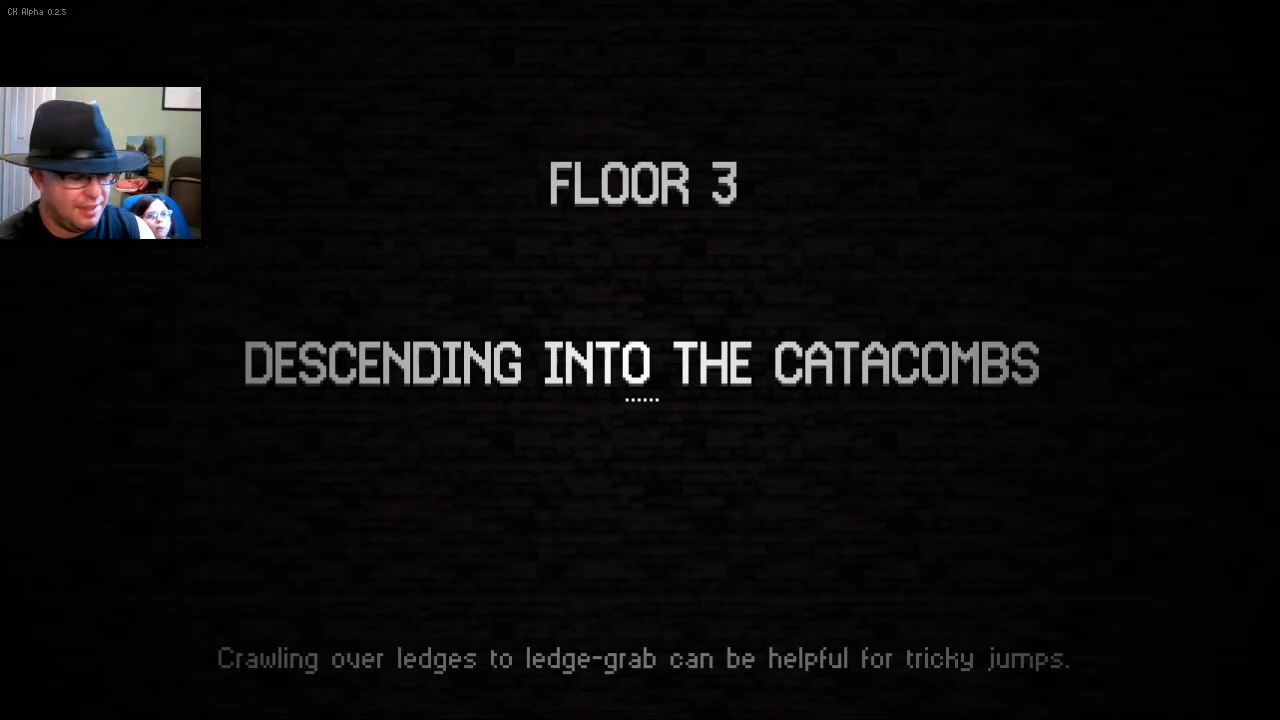 CK Alpha 0.2.5
FLOOR 3
DESCENDING INTO THE CATACOMBS
......
Crawling over ledges to ledge-grab can be helpful for tricky jumps.